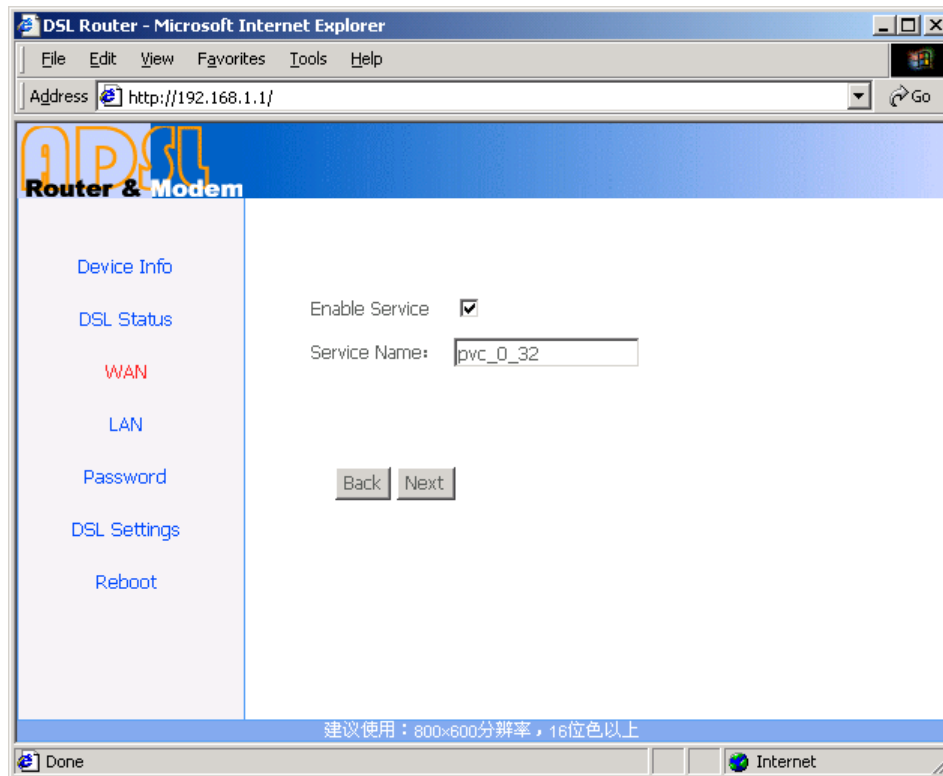 DSL Router - Microsoft Internet Explorer
File Edit View Favorites Tools Help
Address http://192.168.1.1/ Go
ADSL
Router & Modem
Device Info
DSL Status
WAN
LAN
Password
DSL Settings
Reboot
Enable Service
Service Name： pvc_0_32
Back Next
建议使用：800×600分辨率，16位色以上
Done Internet